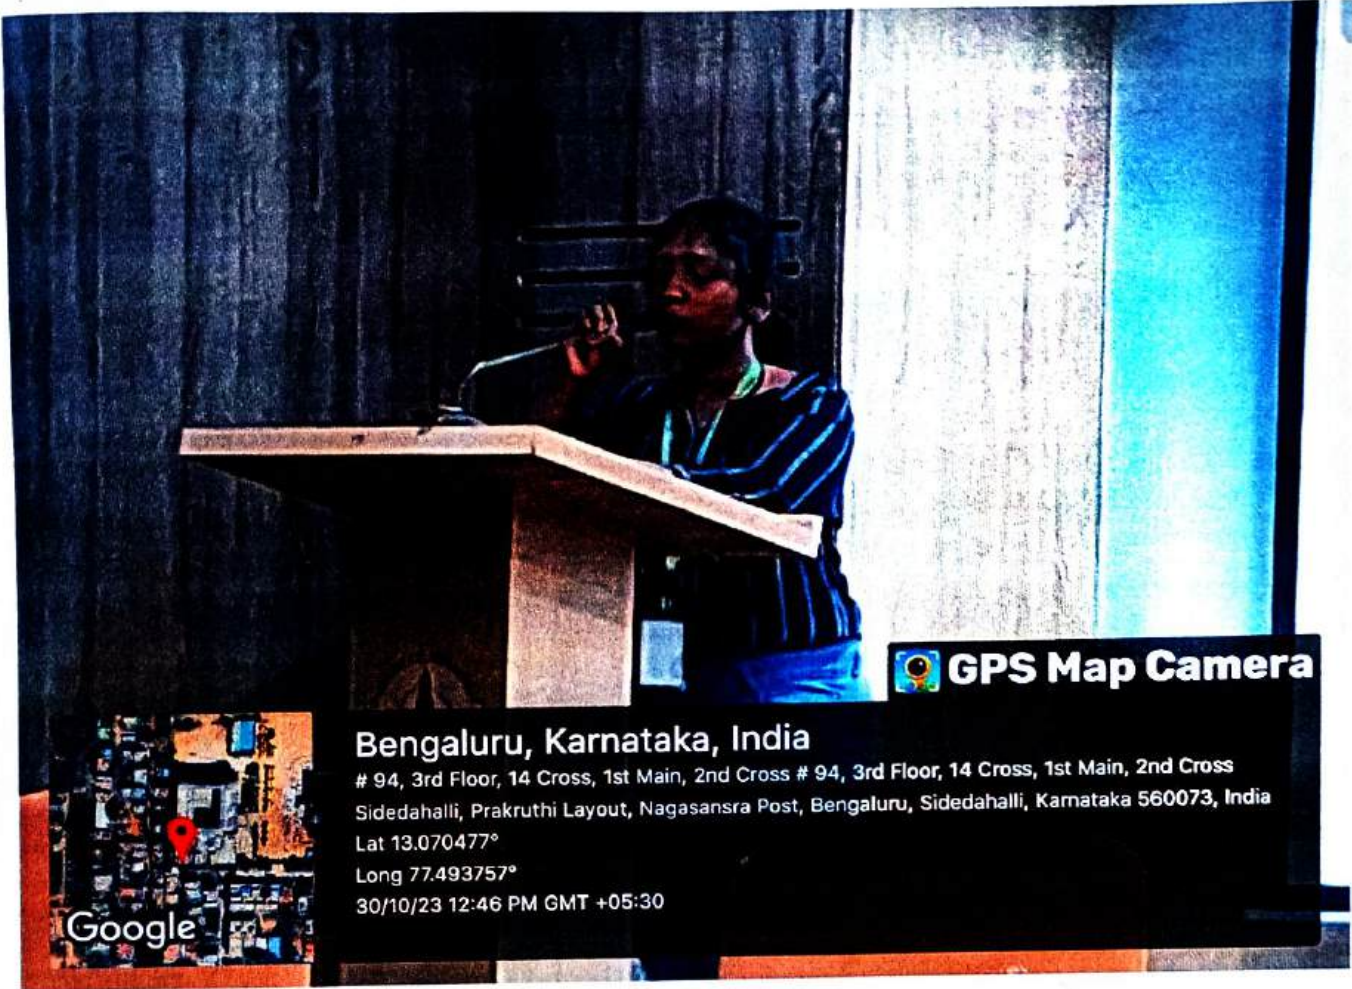 GPS Map Camera
Bengaluru, Karnataka, India
# 94, 3rd Floor, 14 Cross, 1st Main, 2nd Cross # 94, 3rd Floor, 14 Cross, 1st Main, 2nd Cross
Sidedahalli, Prakruthi Layout, Nagasansra Post, Bengaluru, Sidedahalli, Karnataka 560073, India
Lat 13.070477°
Long 77.493757°
30/10/23 12:46 PM GMT +05:30
Google